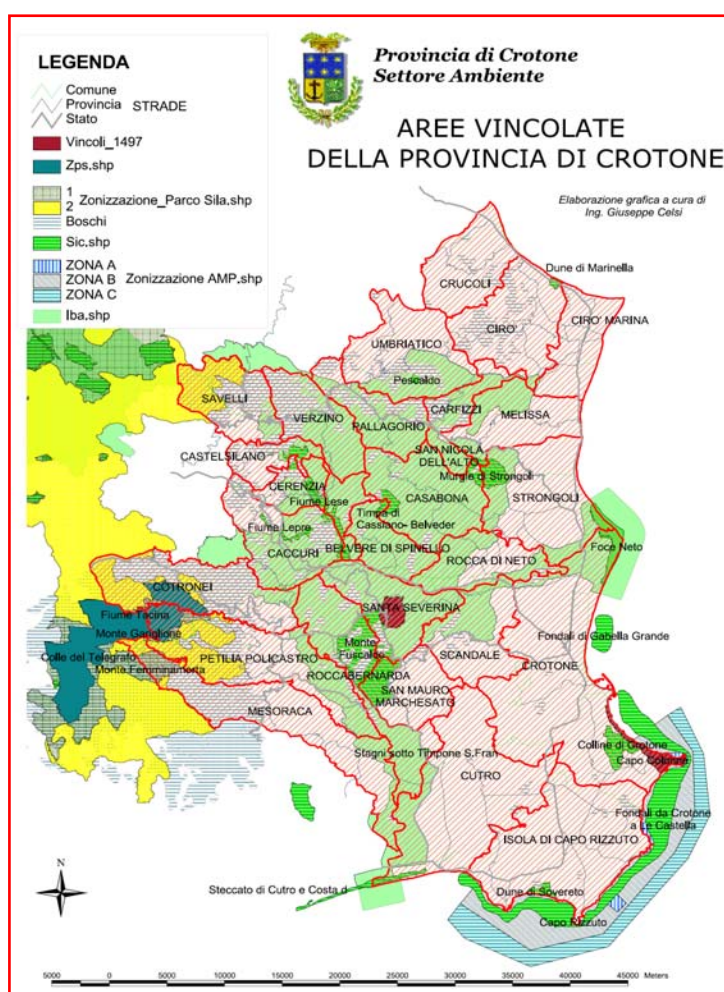 LEGENDA
Comune
Provincia STRADE
Stato
Vincoli_1497
Zps.shp
1
2 Zonizzazione_Parco Sila.shp
Boschi
Sic.shp
ZONA A
ZONA B Zonizzazione AMP.shp
ZONA C
Iba.shp
Provincia di Crotone
Settore Ambiente
AREE VINCOLATE
DELLA PROVINCIA DI CROTONE
Elaborazione grafica a cura di
Ing. Giuseppe Celsi
Dune di Marinella
CRUCOLI
CIRO'
CIRO' MARINA
UMBRIATICO
Pescaldo
SAVELLI
VERZINO
CARFIZZI
MELISSA
PALLAGORIO
CASTELSILANO
SAN NICOLA
DELL'ALTO
Murgie di Strongoli
CERENZIA
Fiume Lese
CASABONA
STRONGOLI
Timpa di
Cassiano- Belveder
Fiume Lepre
CACCURI
BELVERE DI SPINELLO
ROCCA DI NETO
Foce Neto
COTRONEI
Fiume Tacina
SANTA SEVERINA
Monte Gariglione
Monte
Fuscaldo
Fondali di Gabella Grande
Colle del Telegrafo
Monte Femminamorta
PETILIA POLICASTRO
SCANDALE
CROTONE
ROCCABERNARDA
MESORACA
SAN MAURO
MARCHESATO
Colline di Crotone
Capo Colonne
Stagni sotto Timpone S.Fran
CUTRO
Fondali da Crotone
a Le Castella
ISOLA DI CAPO RIZZUTO
Steccato di Cutro e Costa d
Dune di Sovereto
Capo Rizzuto
N
5000 0 5000 10000 15000 20000 25000 30000 35000 40000 45000 Meters